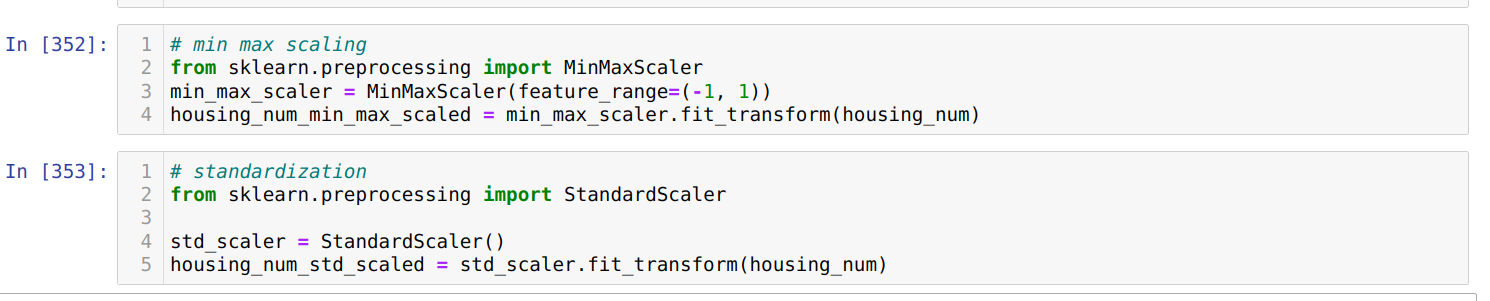 In [352]:
1 # min max scaling
2 from sklearn.preprocessing import MinMaxScaler
3 min_max_scaler = MinMaxScaler(feature_range=(-1, 1))
4 housing_num_min_max_scaled = min_max_scaler.fit_transform(housing_num)
In [353]:
1 # standardization
2 from sklearn.preprocessing import StandardScaler
3
4 std_scaler = StandardScaler()
5 housing_num_std_scaled = std_scaler.fit_transform(housing_num)